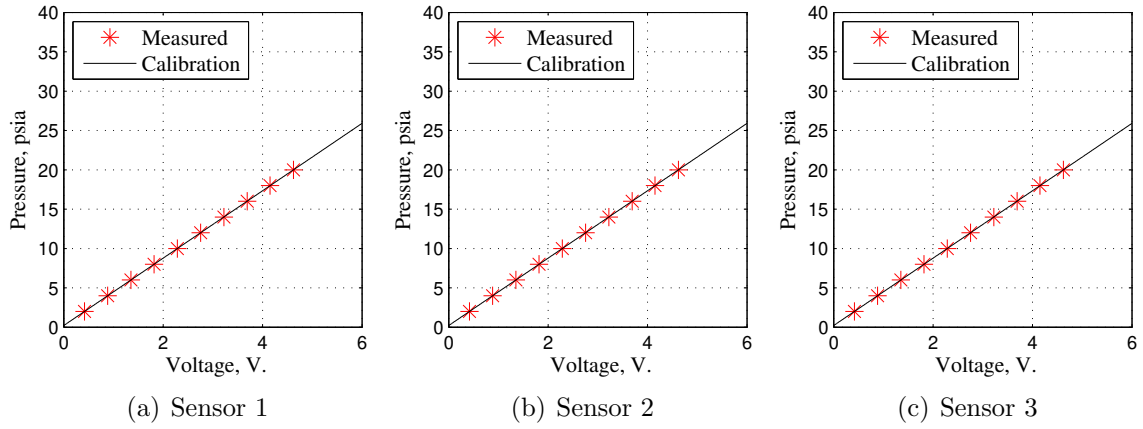 40
35
30
25
20
15
10
5
0
Pressure, psia
Measured
Calibration
0 2 4 6
Voltage, V.
(a) Sensor 1
40
35
30
25
20
15
10
5
0
Pressure, psia
Measured
Calibration
0 2 4 6
Voltage, V.
(b) Sensor 2
40
35
30
25
20
15
10
5
0
Pressure, psia
Measured
Calibration
0 2 4 6
Voltage, V.
(c) Sensor 3